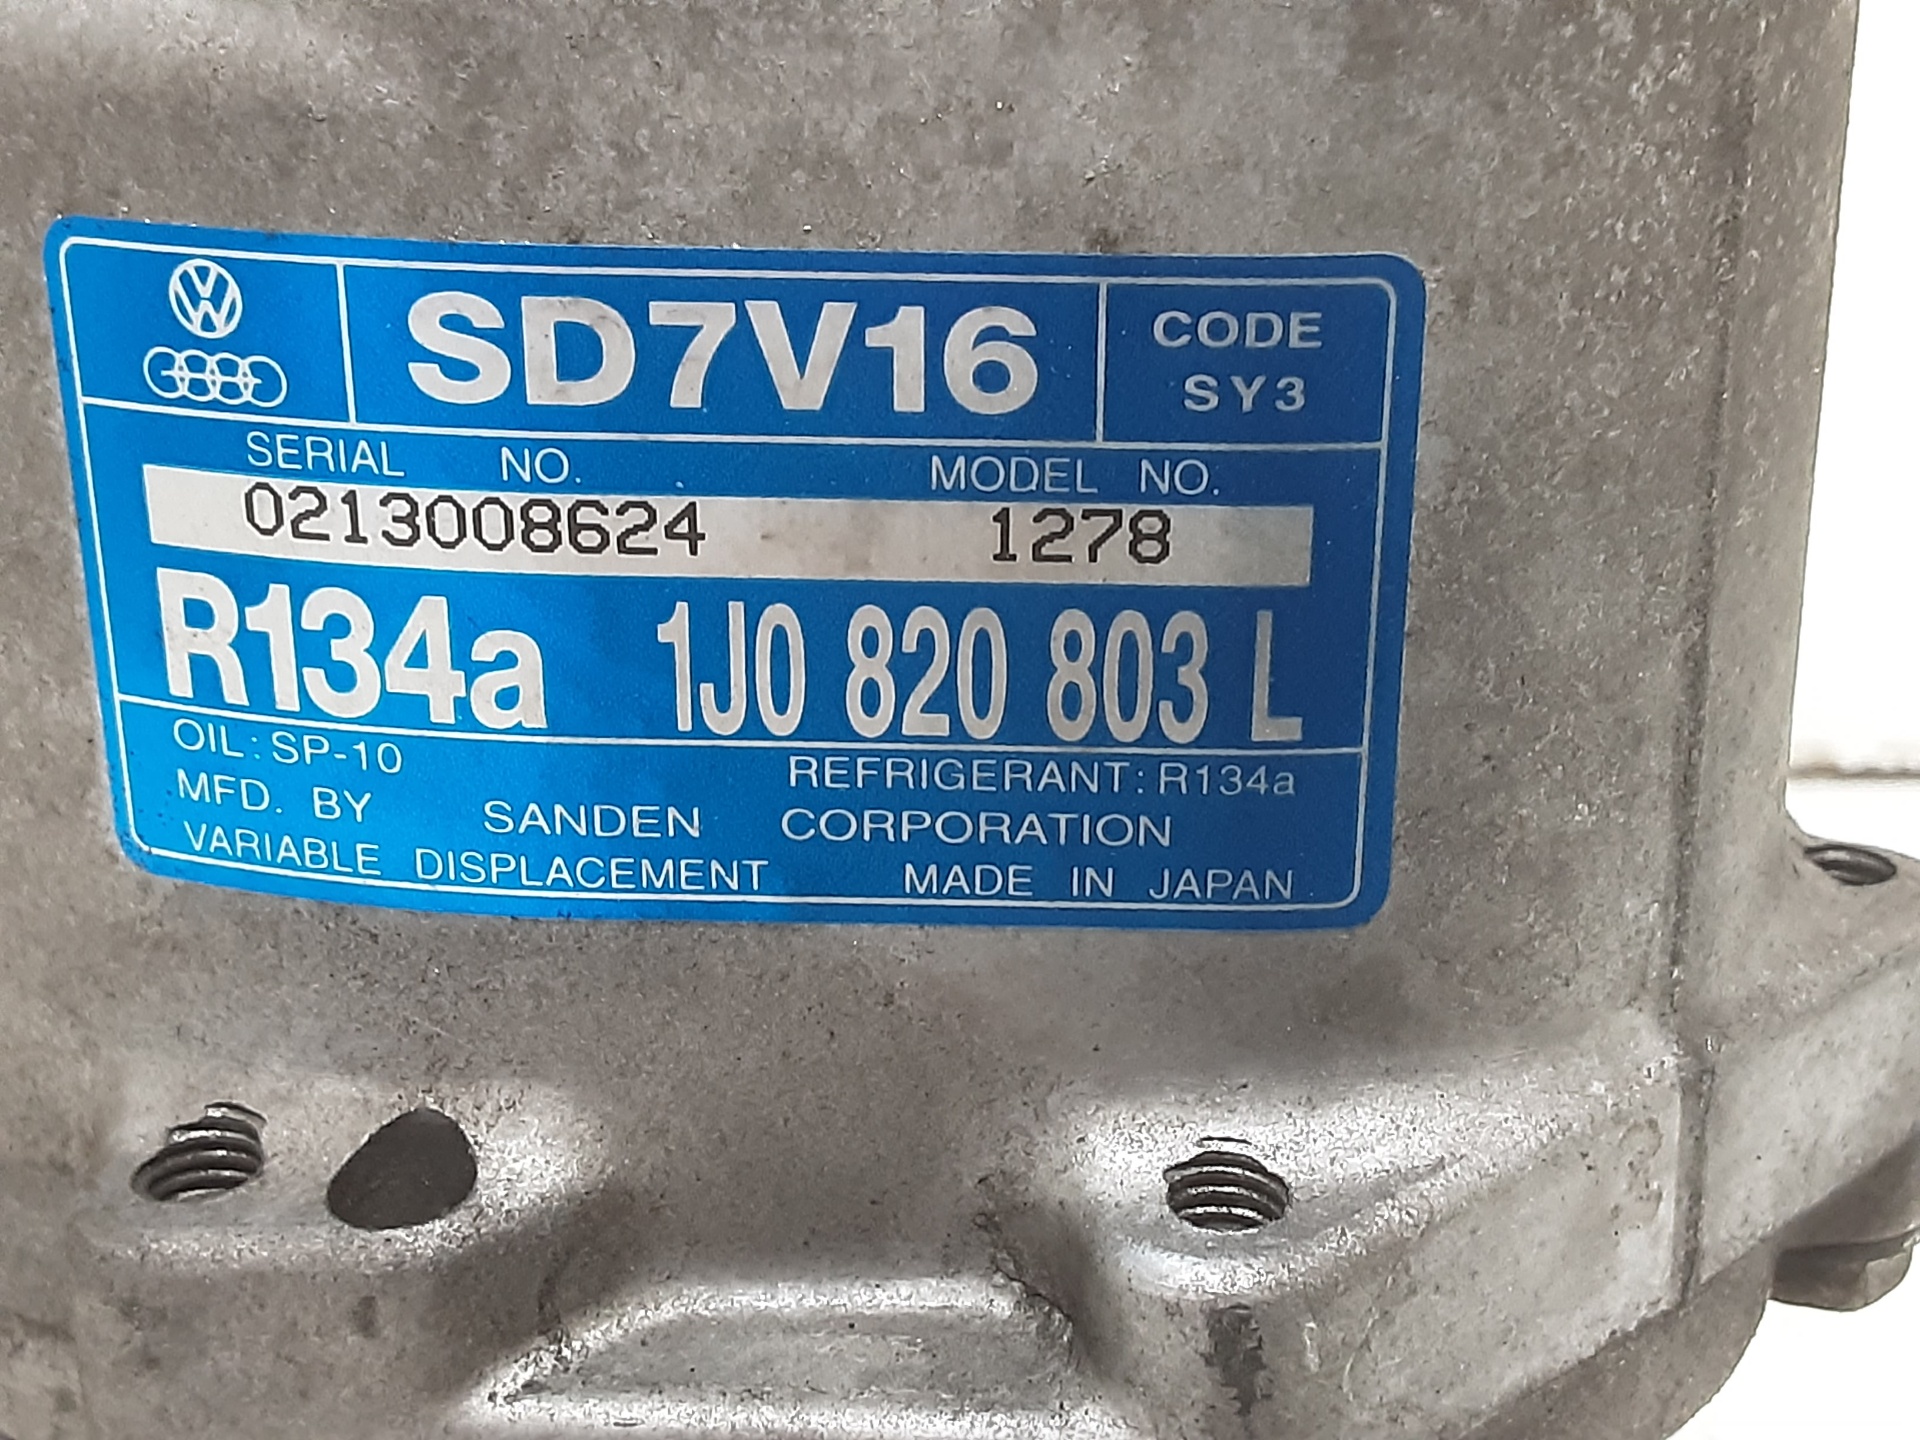 SD7V16
CODE
SY3
SERIAL NO. MODEL NO.
0213008624 1278
R134a 1J0 820 803 L
OIL: SP-10 REFRIGERANT: R134a
MFD. BY SANDEN CORPORATION
VARIABLE DISPLACEMENT MADE IN JAPAN